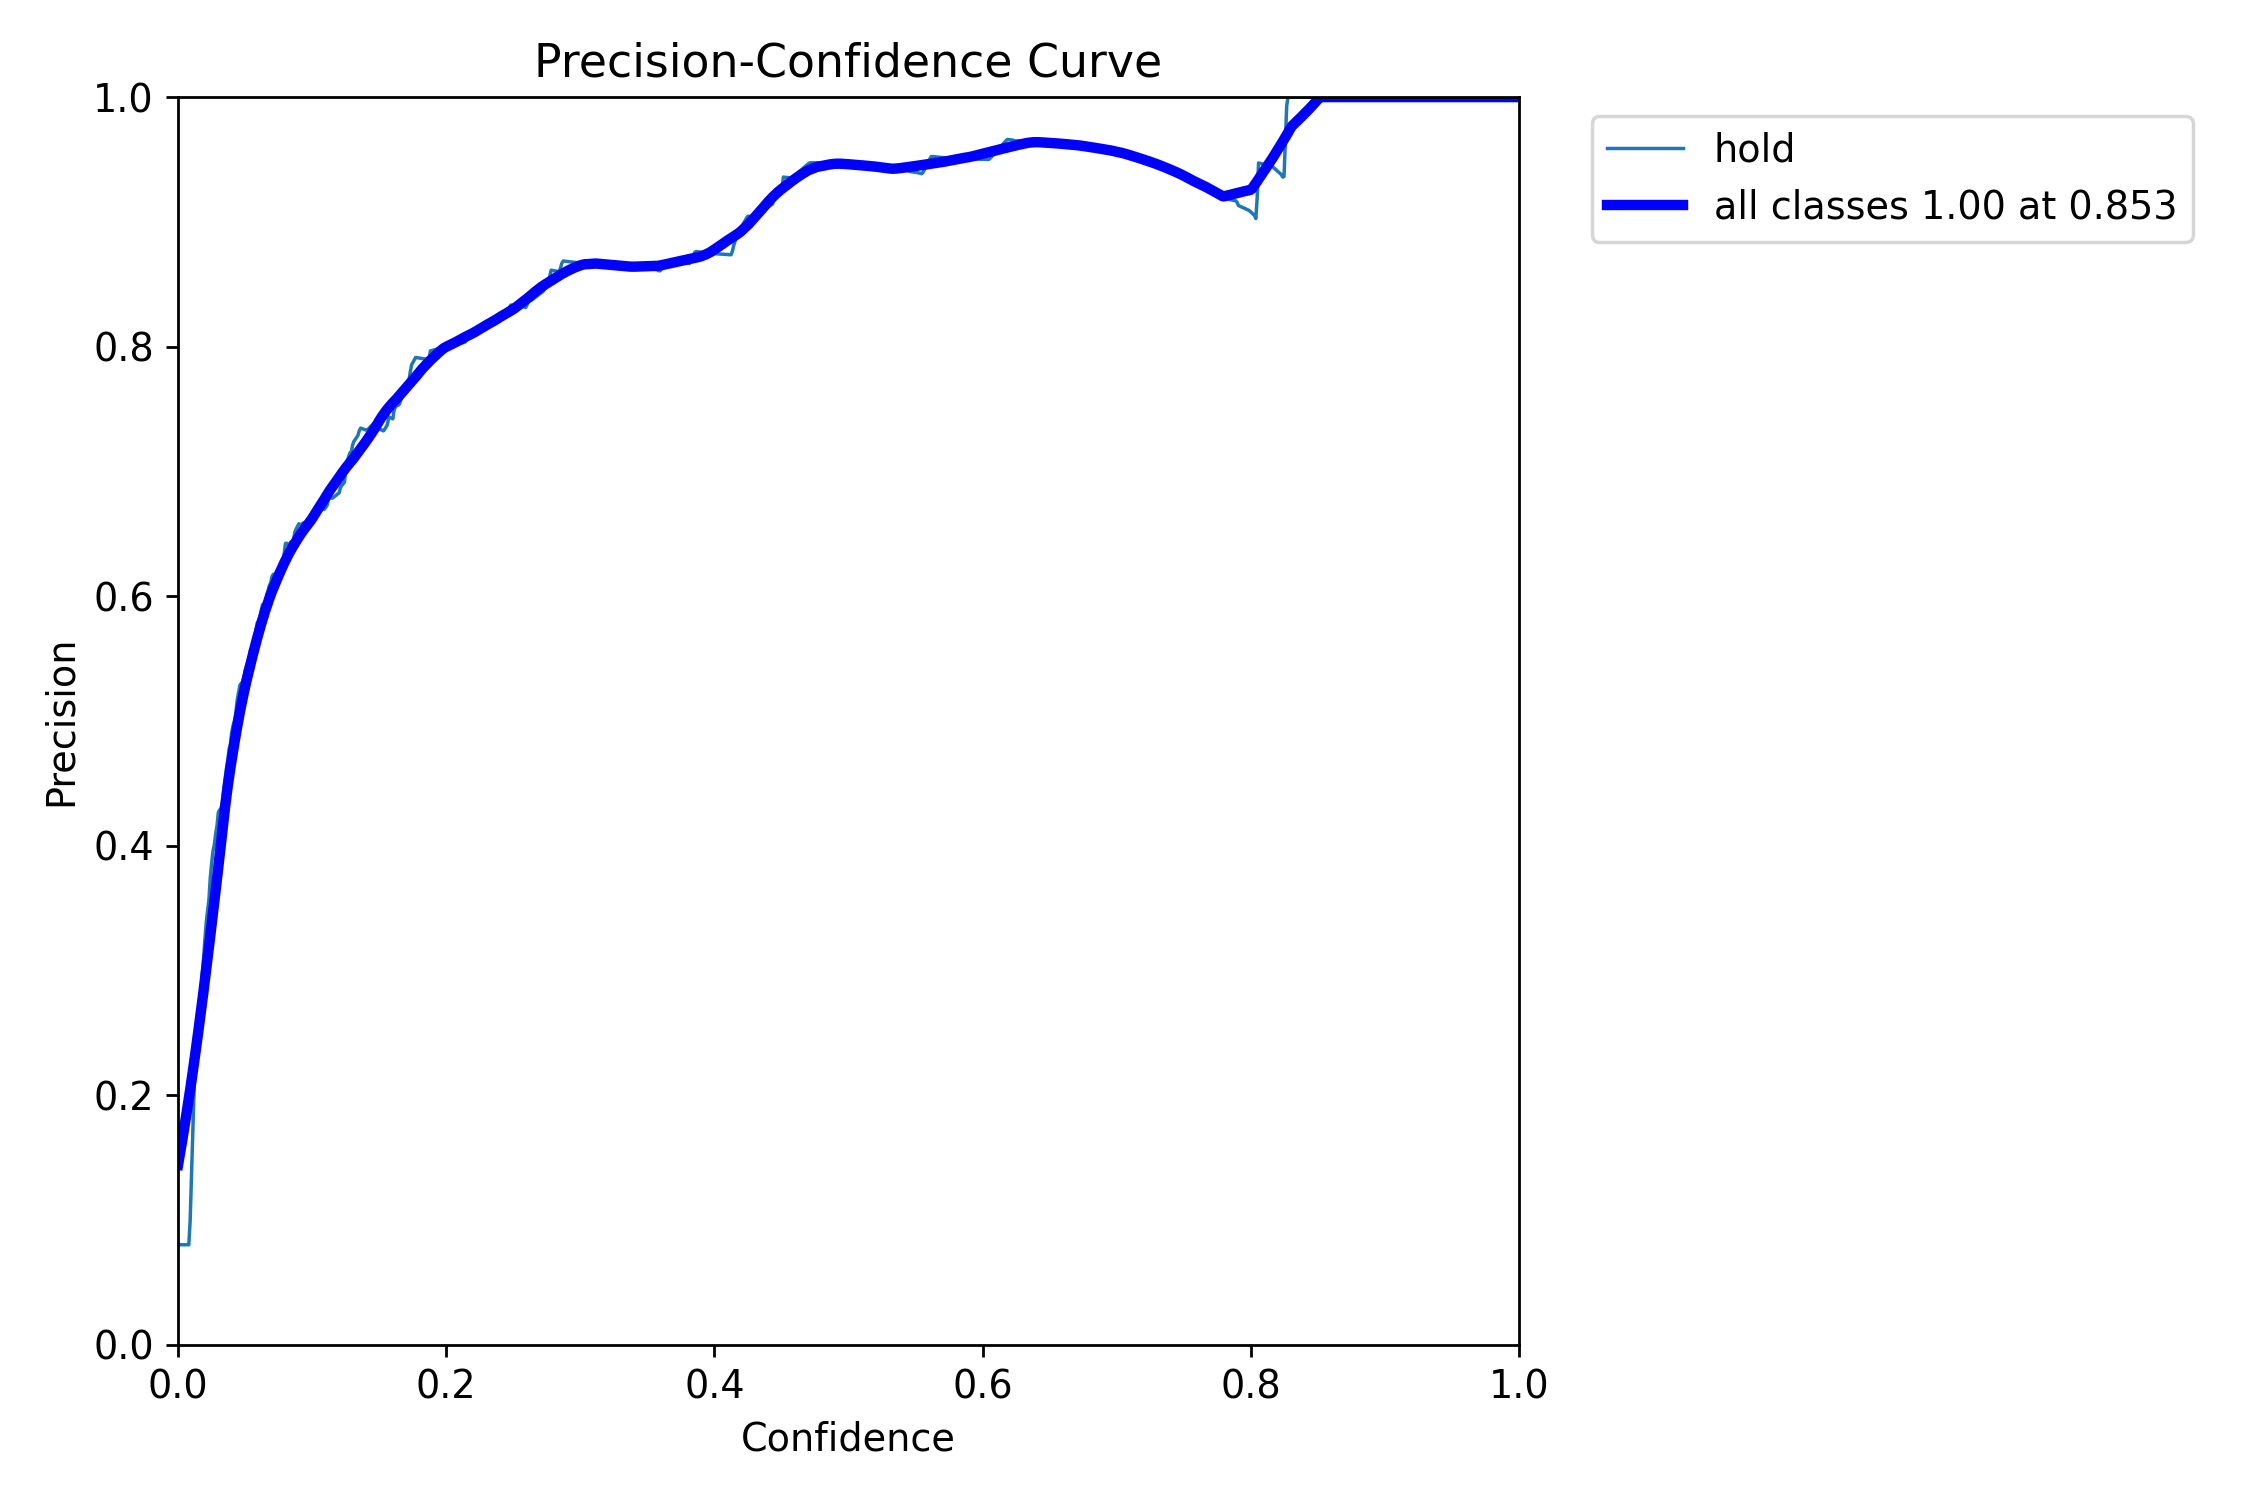 Precision-Confidence Curve
1.0
0.8
0.6
0.4
0.2
0.0
Precision
0.0 0.2 0.4 0.6 0.8 1.0
Confidence
hold
all classes 1.00 at 0.853